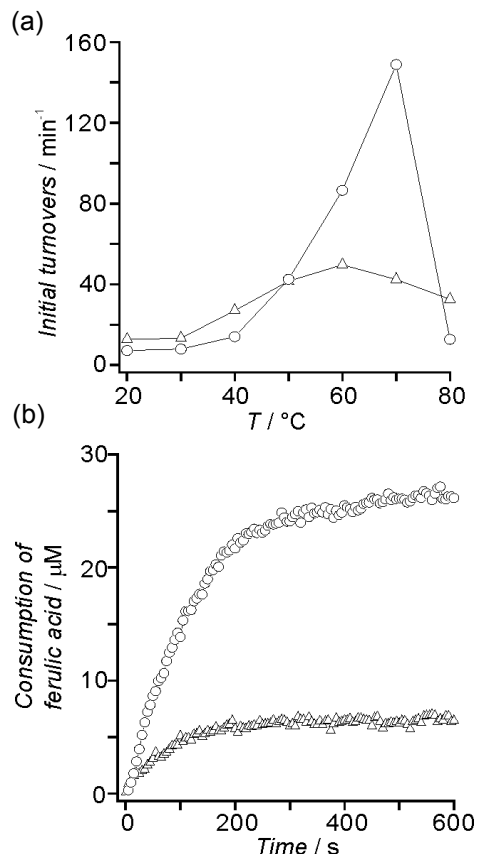 (a)
160
120
80
40
0
Initial turnovers / min⁻¹
20 30 40 50 60 70 80
T / °C
(b)
30
20
10
0
Consumption of
ferulic acid / μM
0 200 400 600
Time / s